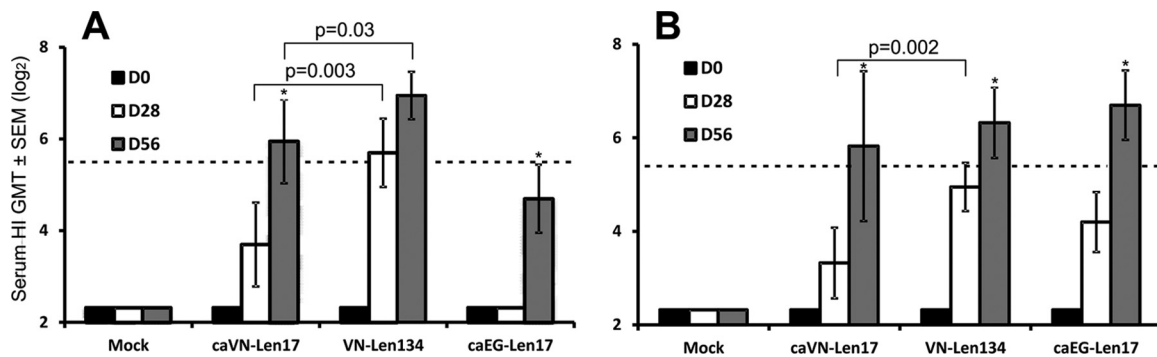 A
Serum-HI GMT ± SEM (log2)
8
6
4
2
D0
D28
D56
p=0.03
p=0.003
*
*
Mock
caVN-Len17
VN-Len134
caEG-Len17
B
8
6
4
2
D0
D28
D56
p=0.002
*
*
*
Mock
caVN-Len17
VN-Len134
caEG-Len17